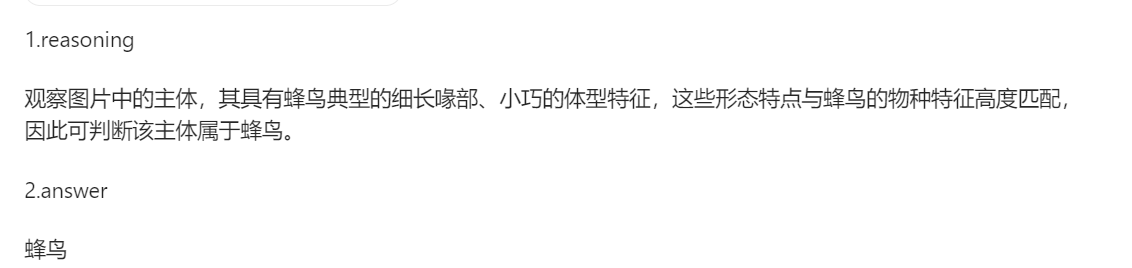 1.reasoning
观察图片中的主体，其具有蜂鸟典型的细长喙部、小巧的体型特征，这些形态特点与蜂鸟的物种特征高度匹配，
因此可判断该主体属于蜂鸟。
2.answer
蜂鸟